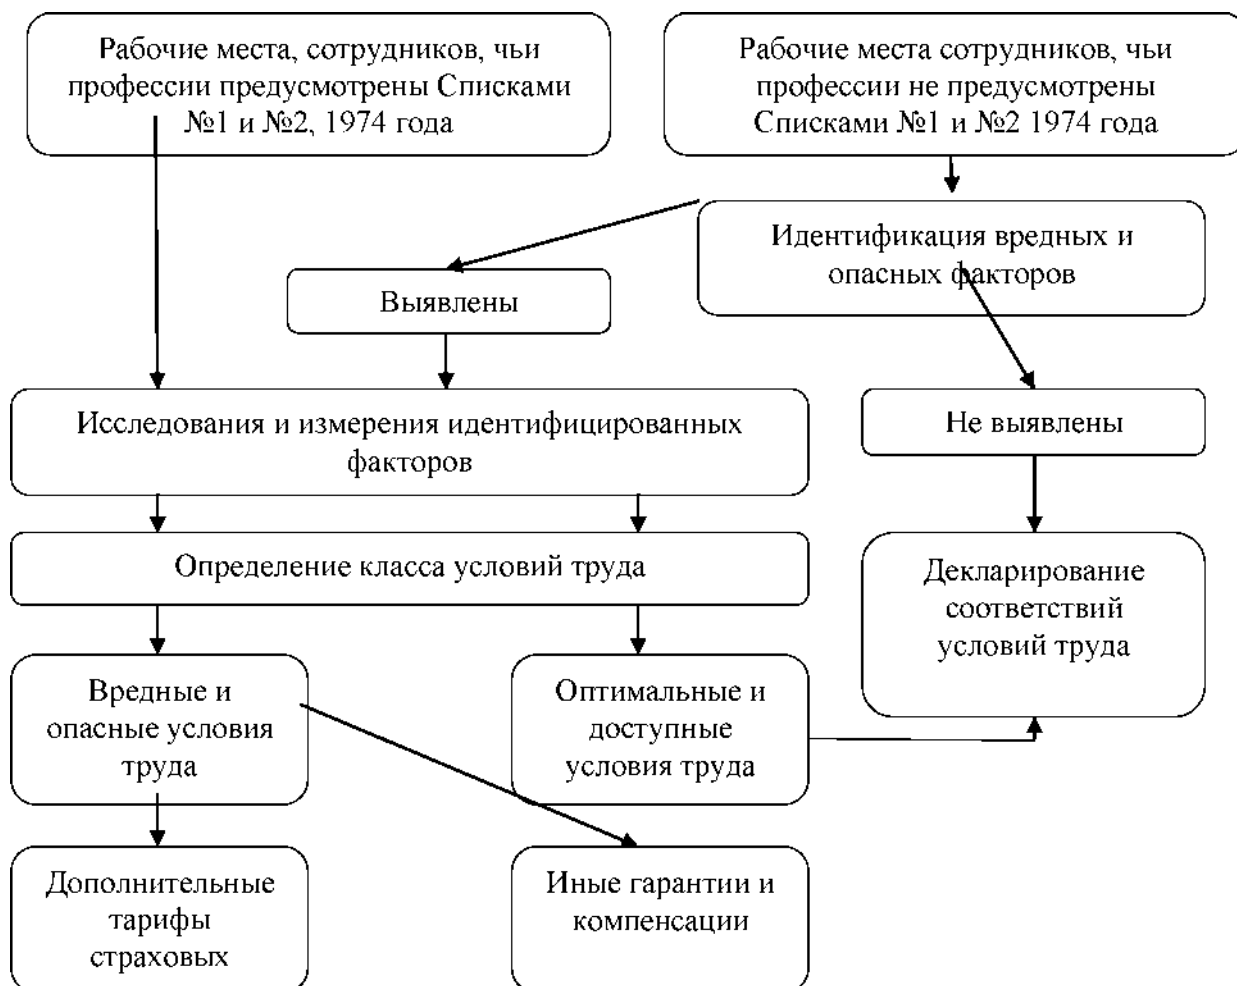 Рабочие места, сотрудников, чьи
профессии предусмотрены Списками
№1 и №2, 1974 года
Рабочие места сотрудников, чьи
профессии не предусмотрены
Списками №1 и №2 1974 года
Идентификация вредных и
опасных факторов
Выявлены
Исследования и измерения идентифицированных
факторов
Не выявлены
Определение класса условий труда
Декларирование
соответствий
условий труда
Вредные и
опасные условия
труда
Оптимальные и
доступные
условия труда
Дополнительные
тарифы
страховых
Иные гарантии и
компенсации